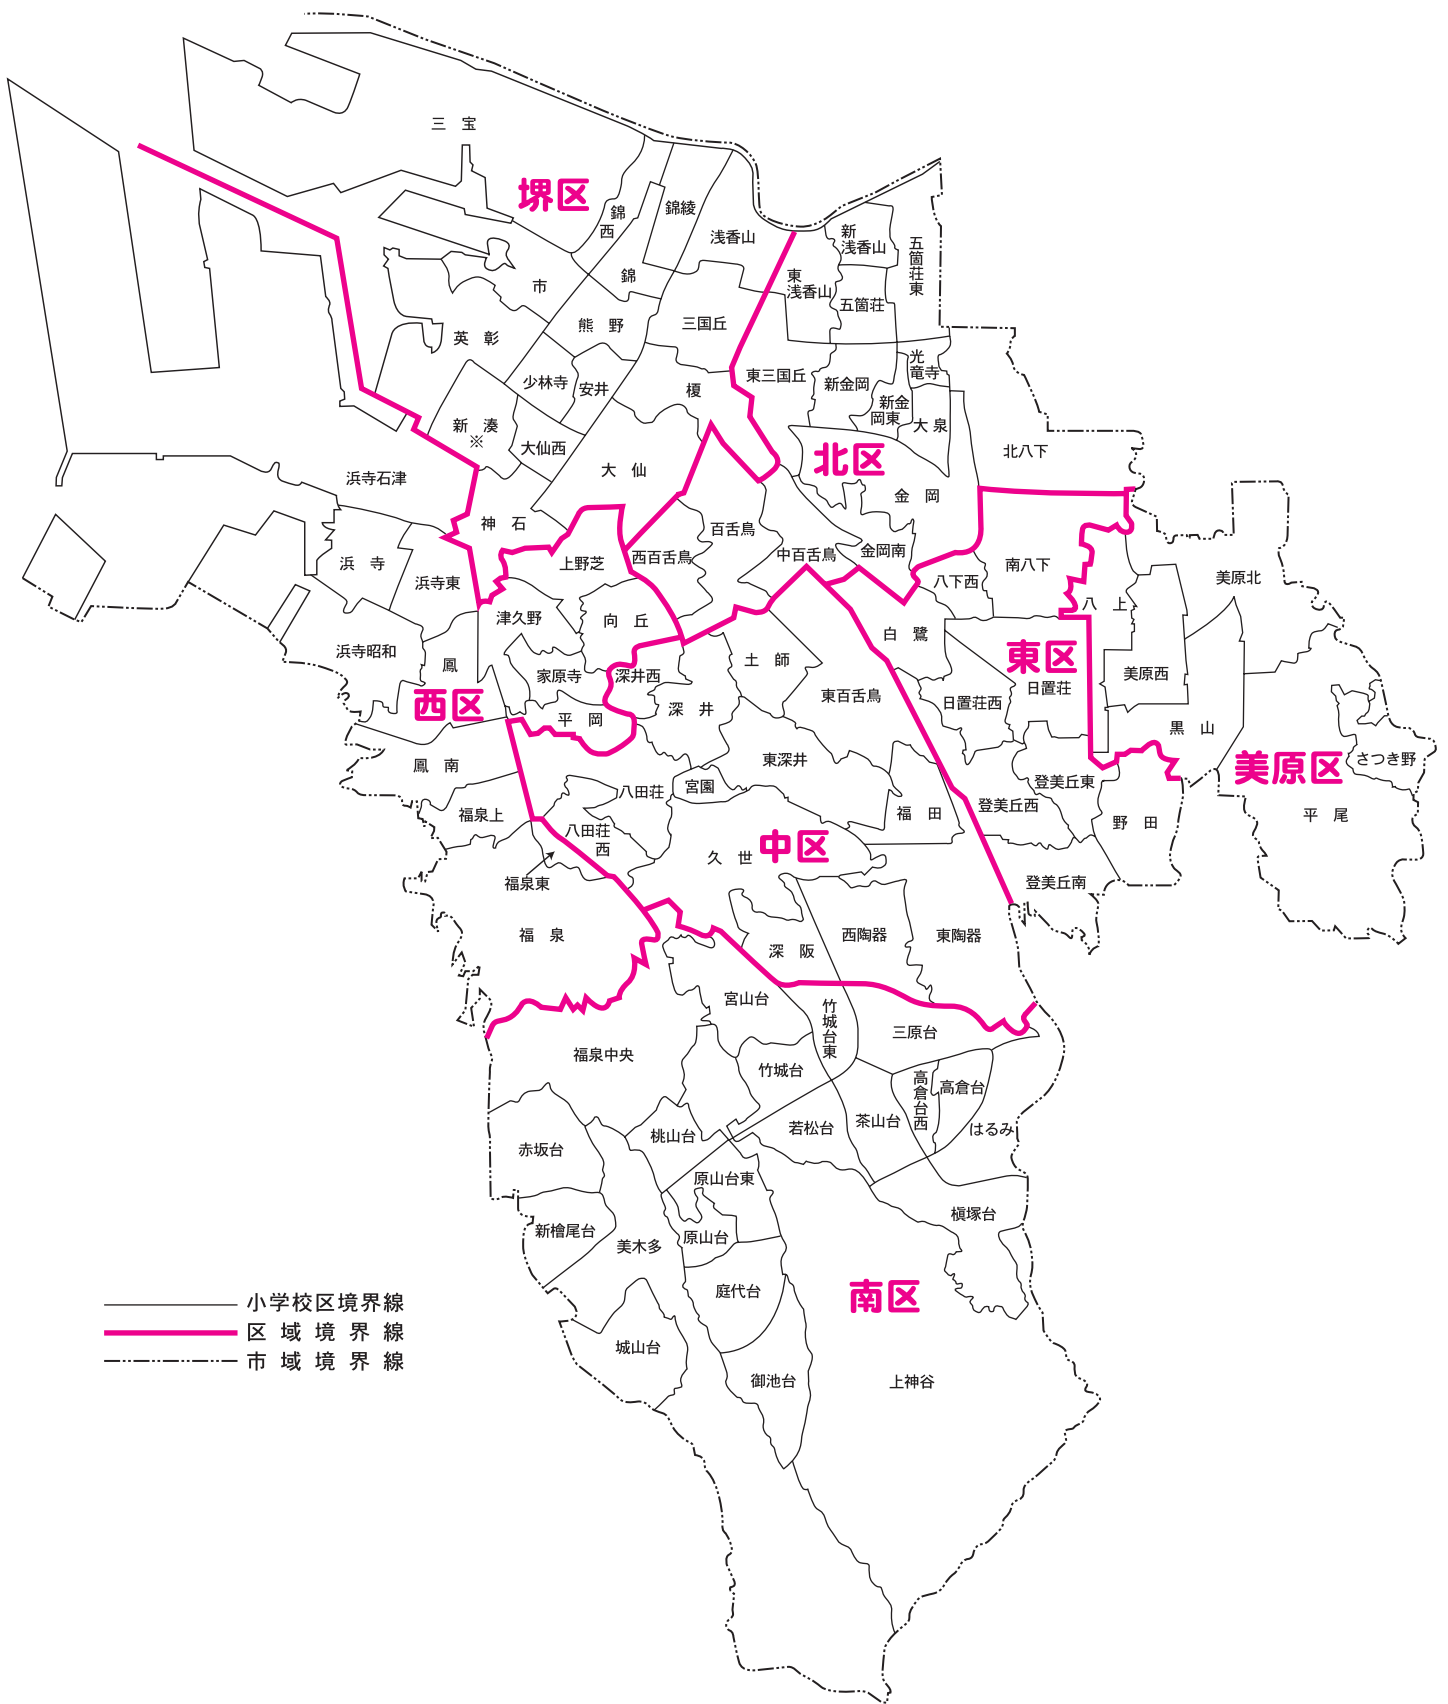 三 宝
堺区
錦
西
錦綾
浅香山
新
浅香山
五箇荘東
東
浅香山
五箇荘
市
錦
英 彰
熊 野
三国丘
少林寺
安井
榎
東三国丘
新金岡
光
竜寺
新金
岡東
大泉
新 湊
※
大仙西
大 仙
北区
北八下
浜寺石津
金 岡
神 石
百舌鳥
西百舌鳥
中百舌鳥
金岡南
浜 寺
浜寺東
上野芝
八下西
南八下
美原北
津久野
向 丘
八 上
白 鷺
浜寺昭和
鳳
家原寺
深井西
土 師
東区
日置荘
美原西
西区
平 岡
深 井
東百舌鳥
日置荘西
黒 山
鳳南
東深井
美原区
さつき野
福泉上
八田荘
宮園
登美丘東
登美丘西
福 田
平 尾
八田荘
西
中区
久 世
野 田
福泉東
登美丘南
福 泉
深 阪
西陶器
東陶器
宮山台
竹城台東
三原台
福泉中央
竹城台
高倉台西
高倉台
赤坂台
桃山台
若松台
茶山台
はるみ
原山台東
槇塚台
新檜尾台
美木多
原山台
南区
庭代台
城山台
御池台
上神谷
小学校区境界線
区域境界線
市域境界線